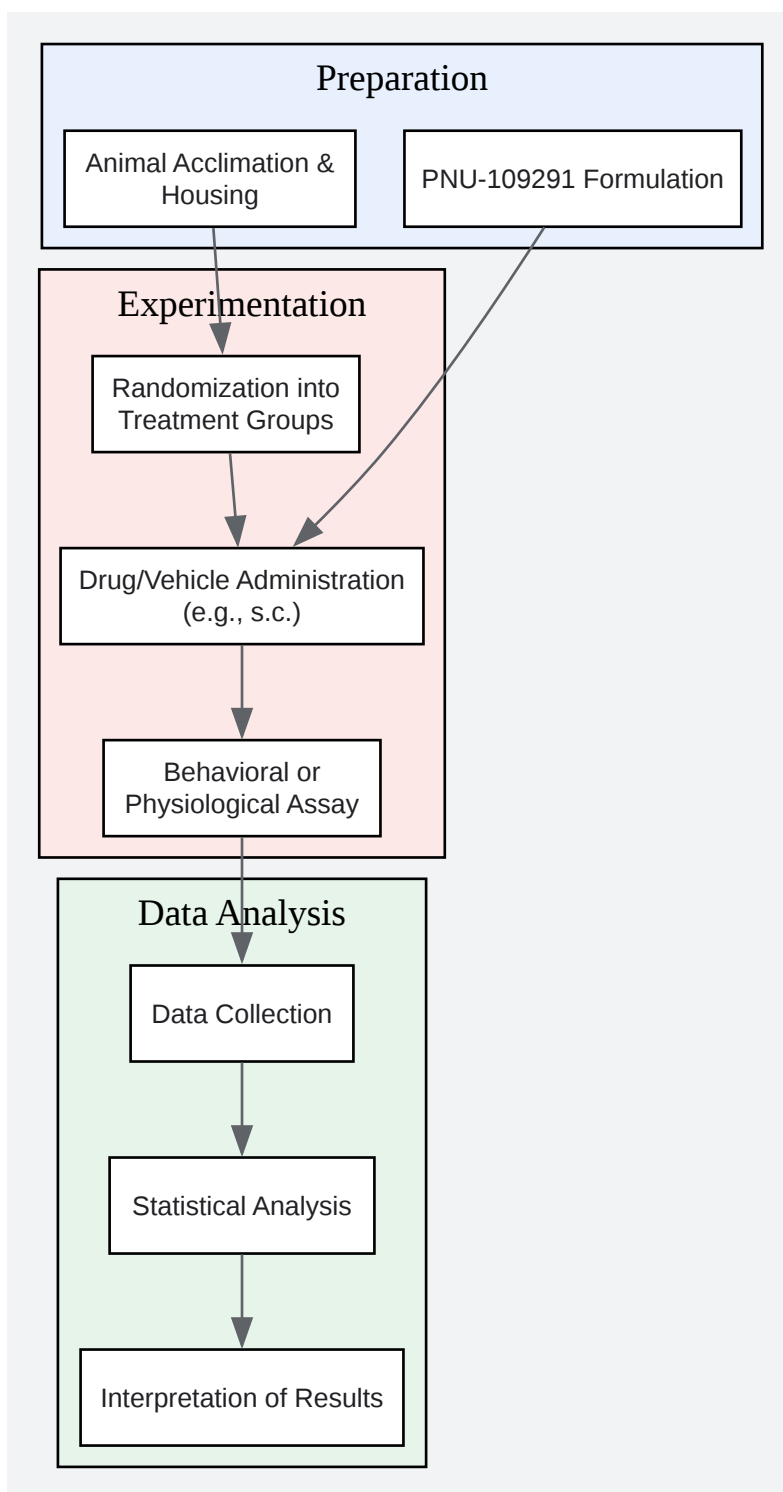 Preparation
Animal Acclimation &
Housing
PNU-109291 Formulation
Experimentation
Randomization into
Treatment Groups
Drug/Vehicle Administration
(e.g., s.c.)
Behavioral or
Physiological Assay
Data Analysis
Data Collection
Statistical Analysis
Interpretation of Results